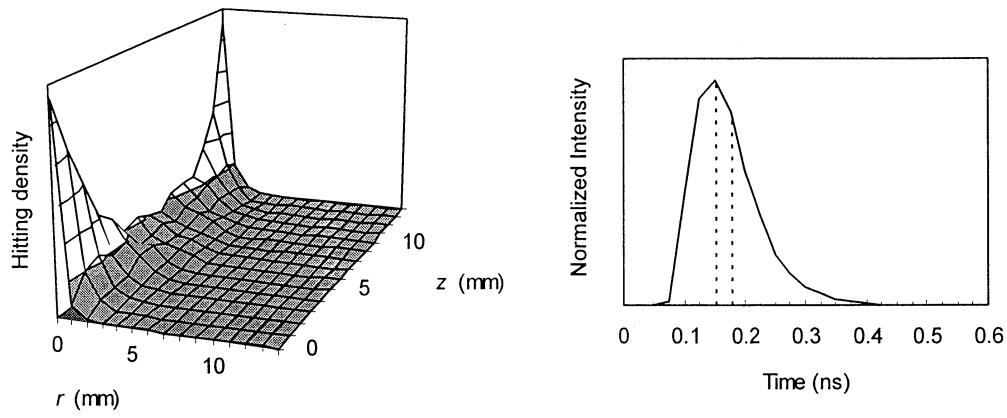 Hitting density
0
5
10
r (mm)
0
5
10
z (mm)
Normalized Intensity
0 0.1 0.2 0.3 0.4 0.5 0.6
Time (ns)